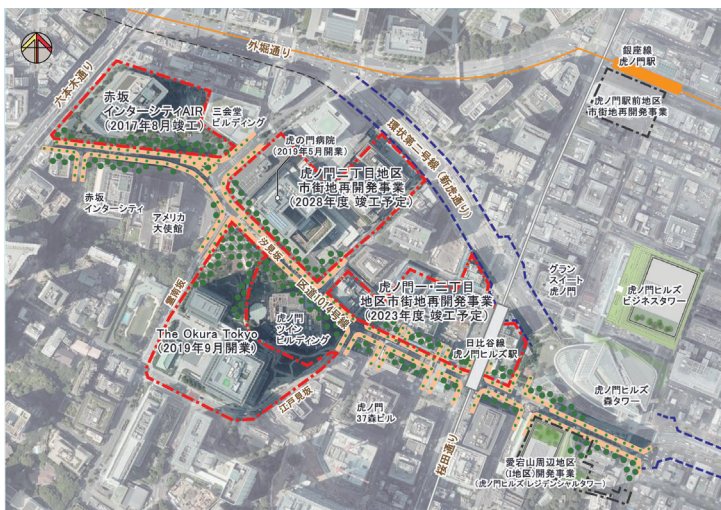 外堀通り
銀座線
虎ノ門駅
六本木通り
虎ノ門駅前地区
市街地再開発事業
赤坂
インターシティAIR
(2017年8月竣工)
三会堂
ビルディング
環状第二号線(新虎通り)
虎の門病院
(2019年5月開業)
虎ノ門二丁目地区
市街地再開発事業
(2028年度 竣工予定)
赤坂
インターシティ
アメリカ
大使館
汐見坂
霊南坂
区道1014号線
グラン
スイート
虎ノ門
虎ノ門ヒルズ
ビジネスタワー
虎ノ門一・二丁目
地区市街地再開発事業
(2023年度 竣工予定)
虎ノ門
ツイン
ビルディング
The Okura Tokyo
(2019年9月開業)
日比谷線
虎ノ門ヒルズ駅
江戸見坂
虎ノ門
37森ビル
虎ノ門ヒルズ
森タワー
桜田通り
愛宕山周辺地区
(I地区)開発事業
(虎ノ門ヒルズ レジデンシャルタワー)